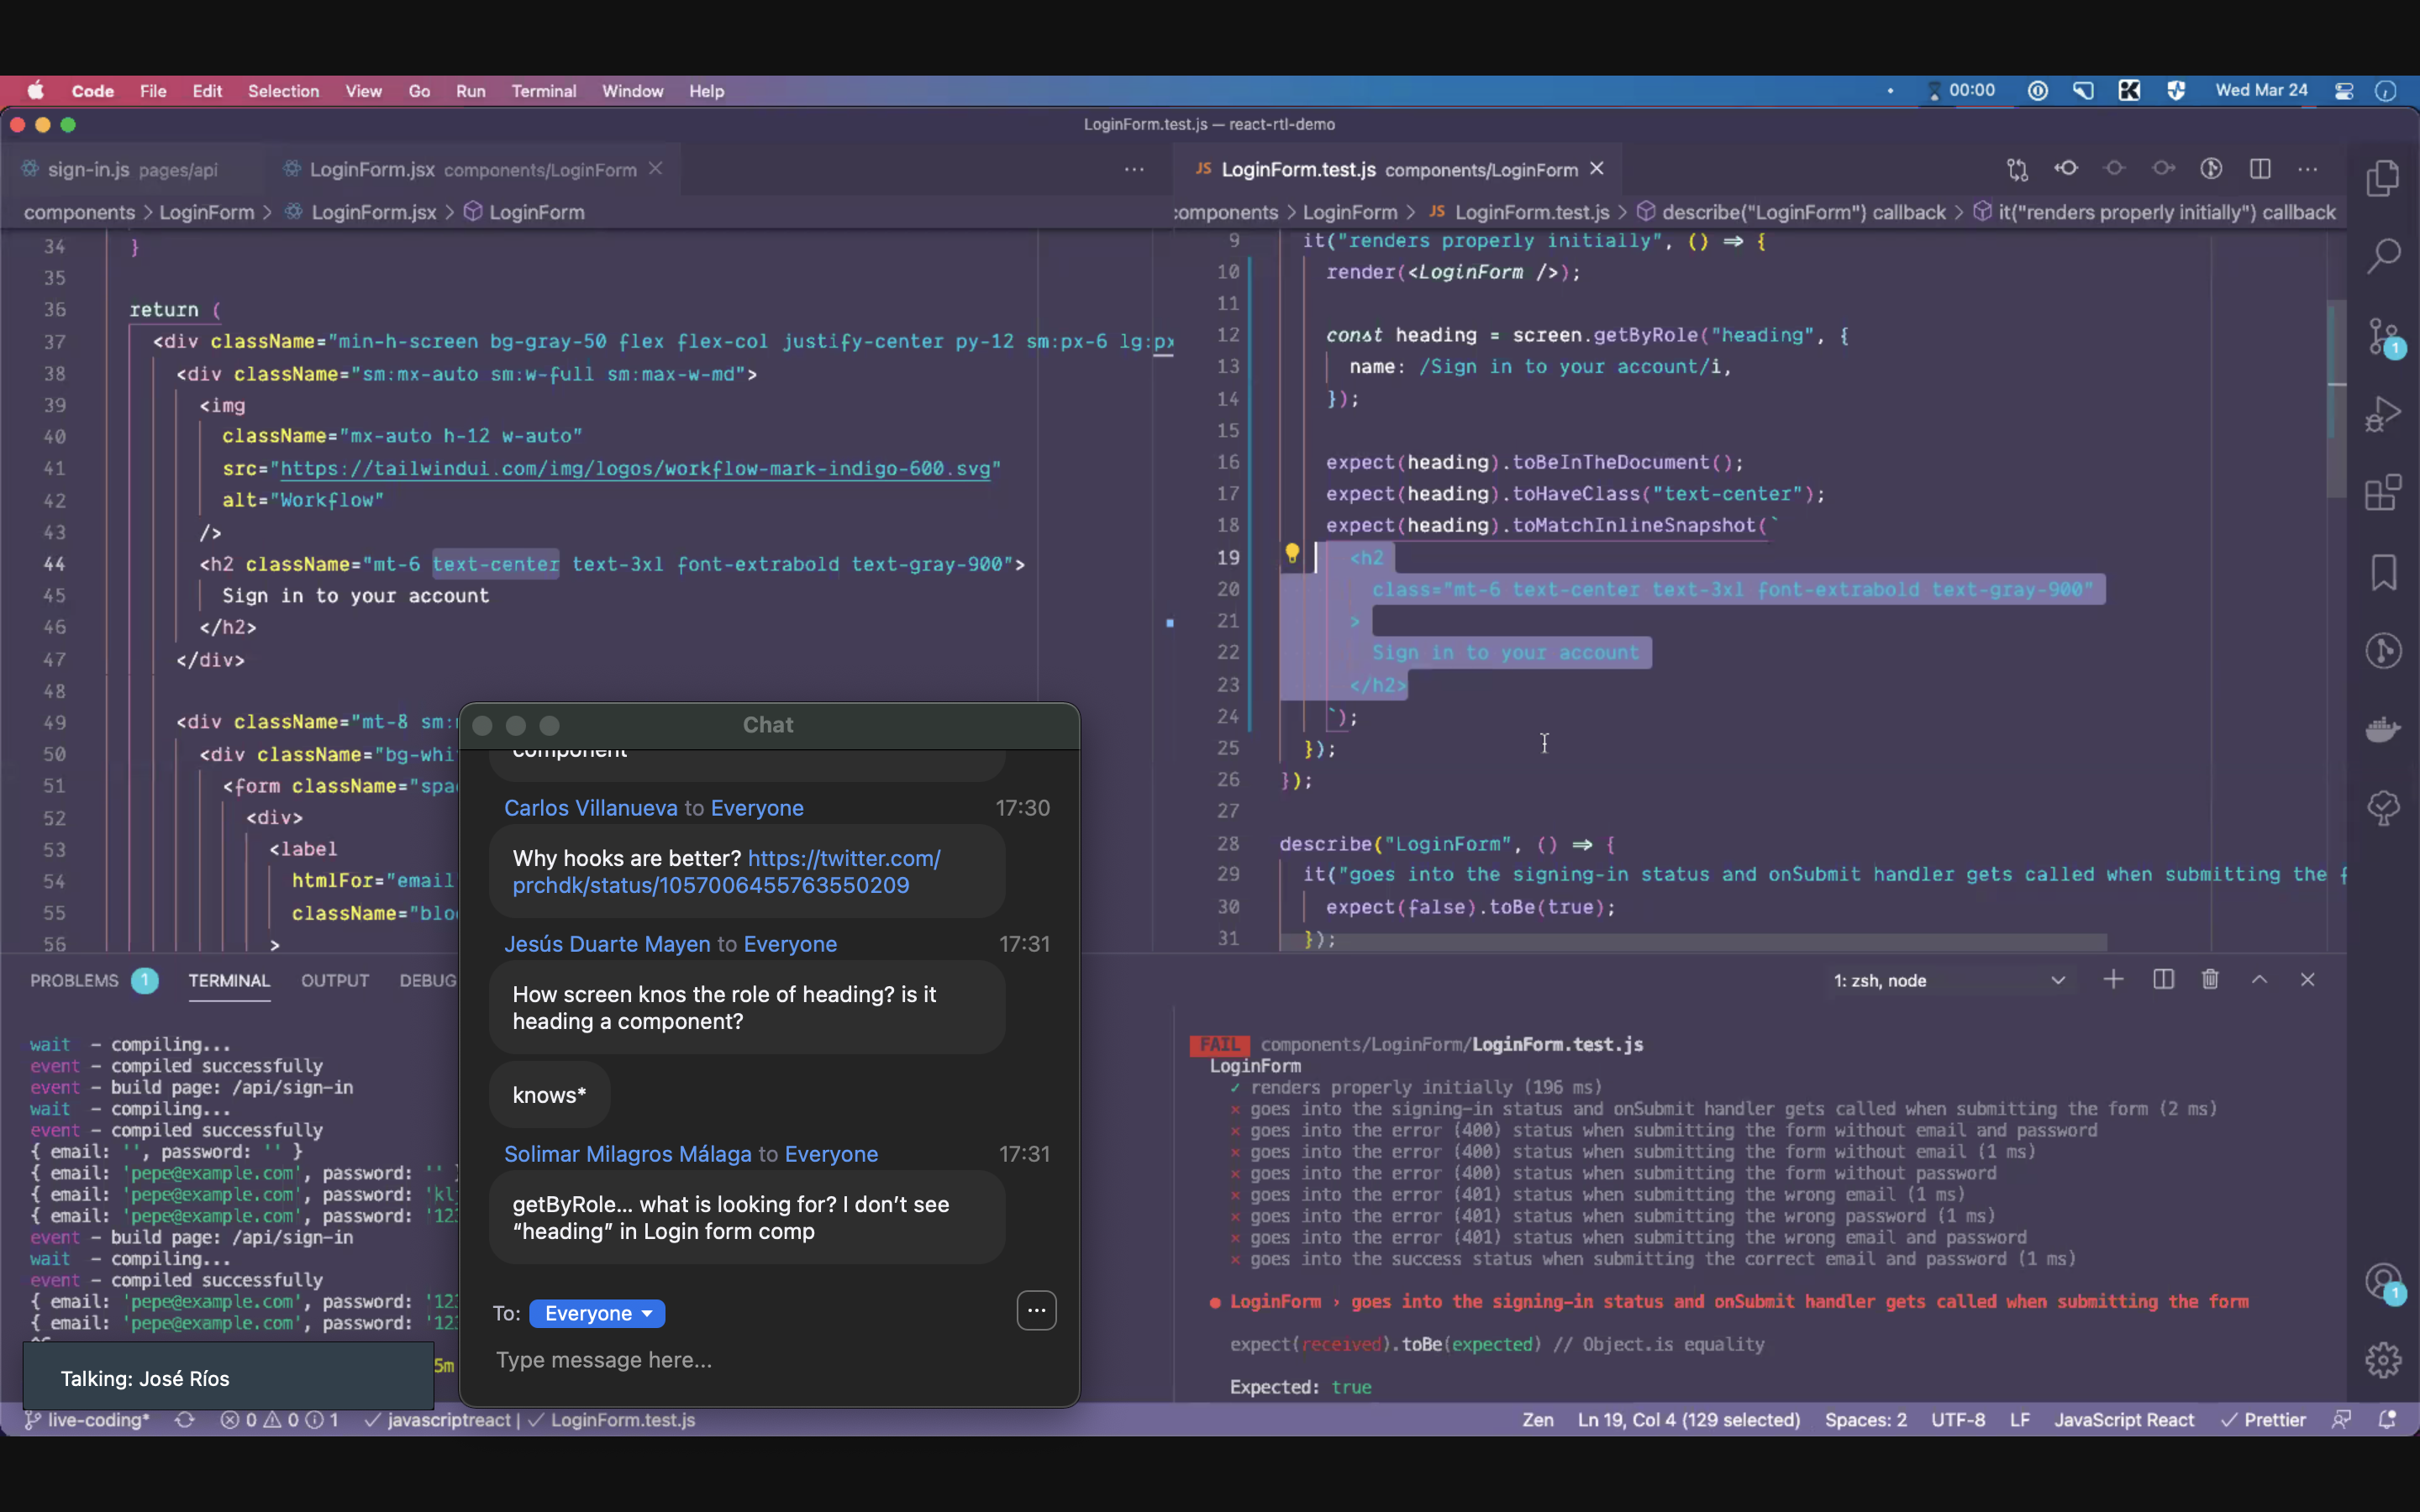 Code File Edit Selection View Go Run Terminal Window Help
00:00 Wed Mar 24
LoginForm.test.js — react-rtl-demo
sign-in.js pages/api LoginForm.jsx components/LoginForm
components > LoginForm > LoginForm.jsx > LoginForm
34 }
35
36 return (
37 <div className="min-h-screen bg-gray-50 flex flex-col justify-center py-12 sm:px-6 lg:px
38 <div className="sm:mx-auto sm:w-full sm:max-w-md">
39 <img
40 className="mx-auto h-12 w-auto"
41 src="https://tailwindui.com/img/logos/workflow-mark-indigo-600.svg"
42 alt="Workflow"
43 />
44 <h2 className="mt-6 text-center text-3xl font-extrabold text-gray-900">
45 Sign in to your account
46 </h2>
47 </div>
48
49 <div className="mt-8 sm:
50 <div className="bg-whi
51 <form className="spa
52 <div>
53 <label
54 htmlFor="email
55 className="blo
56 >
JS LoginForm.test.js components/LoginForm
components > LoginForm > JS LoginForm.test.js > describe("LoginForm") callback > it("renders properly initially") callback
9 it("renders properly initially", () => {
10 render(<LoginForm />);
11
12 const heading = screen.getByRole("heading", {
13 name: /Sign in to your account/i,
14 });
15
16 expect(heading).toBeInTheDocument();
17 expect(heading).toHaveClass("text-center");
18 expect(heading).toMatchInlineSnapshot(`
19 <h2
20 class="mt-6 text-center text-3xl font-extrabold text-gray-900"
21 >
22 Sign in to your account
23 </h2>
24 `);
25 });
26 });
27
28 describe("LoginForm", () => {
29 it("goes into the signing-in status and onSubmit handler gets called when submitting the f
30 expect(false).toBe(true);
31 });
1
Chat
component
Carlos Villanueva to Everyone 17:30
Why hooks are better? https://twitter.com/
prchdk/status/1057006455763550209
Jesús Duarte Mayen to Everyone 17:31
How screen knos the role of heading? is it
heading a component?
knows*
Solimar Milagros Málaga to Everyone 17:31
getByRole... what is looking for? I don’t see
“heading” in Login form comp
To: Everyone
Type message here...
PROBLEMS 1 TERMINAL OUTPUT DEBUG
1: zsh, node
wait - compiling...
event - compiled successfully
event - build page: /api/sign-in
wait - compiling...
event - compiled successfully
{ email: '', password: '' }
{ email: 'pepe@example.com', password: '' }
{ email: 'pepe@example.com', password: 'kl
{ email: 'pepe@example.com', password: '12
event - build page: /api/sign-in
wait - compiling...
event - compiled successfully
{ email: 'pepe@example.com', password: '12
{ email: 'pepe@example.com', password: '12
5m
Talking: José Ríos
FAIL components/LoginForm/LoginForm.test.js
LoginForm
✓ renders properly initially (196 ms)
× goes into the signing-in status and onSubmit handler gets called when submitting the form (2 ms)
× goes into the error (400) status when submitting the form without email and password
× goes into the error (400) status when submitting the form without email (1 ms)
× goes into the error (400) status when submitting the form without password
× goes into the error (401) status when submitting the wrong email (1 ms)
× goes into the error (401) status when submitting the wrong password (1 ms)
× goes into the error (401) status when submitting the wrong email and password
× goes into the success status when submitting the correct email and password (1 ms)
● LoginForm › goes into the signing-in status and onSubmit handler gets called when submitting the form
expect(received).toBe(expected) // Object.is equality
Expected: true
1
live-coding* 0 0 1 ✓ javascriptreact | ✓ LoginForm.test.js
Zen Ln 19, Col 4 (129 selected) Spaces: 2 UTF-8 LF JavaScript React ✓ Prettier